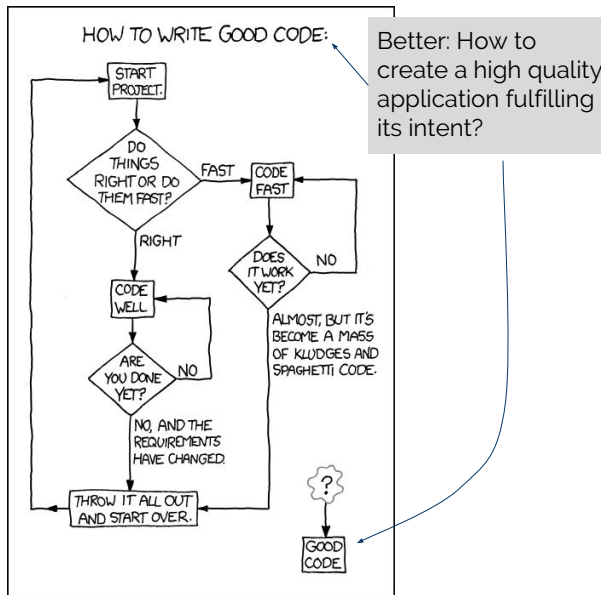 HOW TO WRITE GOOD CODE:
Better: How to
create a high quality
application fulfilling
its intent?
START
PROJECT.
DO
THINGS
RIGHT OR DO
THEM FAST?
FAST
CODE
FAST
RIGHT
DOES
IT WORK
YET?
NO
CODE
WELL
ALMOST, BUT IT'S
BECOME A MASS
OF KLUDGES AND
SPAGHETTI CODE.
ARE
YOU DONE
YET?
NO
NO, AND THE
REQUIREMENTS
HAVE CHANGED.
THROW IT ALL OUT
AND START OVER.
?
GOOD
CODE